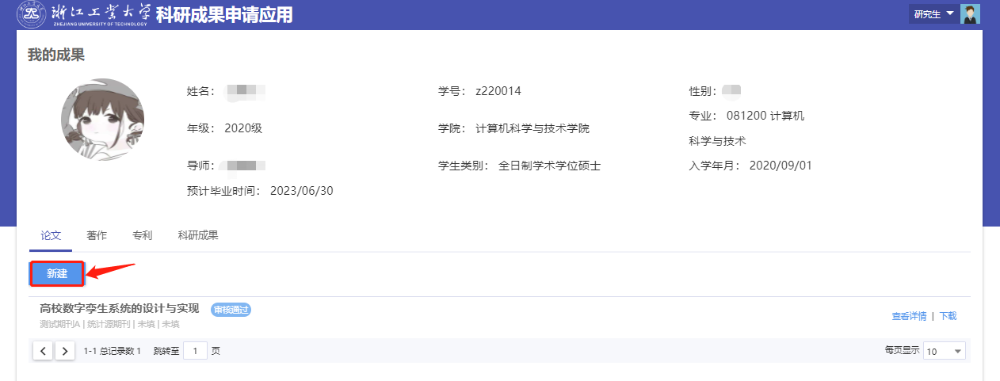 浙江工业大学 科研成果申请应用
ZHEJIANG UNIVERSITY OF TECHNOLOGY
研究生
我的成果
姓名： 学号： z220014 性别：
年级： 2020级 学院： 计算机科学与技术学院 专业： 081200 计算机
科学与技术
导师： 学生类别： 全日制学术学位硕士 入学年月： 2020/09/01
预计毕业时间： 2023/06/30
论文 著作 专利 科研成果
新建
高校数字孪生系统的设计与实现 审核通过
测试期刊A | 统计源期刊 | 未填 | 未填
查看详情 | 下载
1-1 总记录数 1 跳转至 1 页 每页显示 10